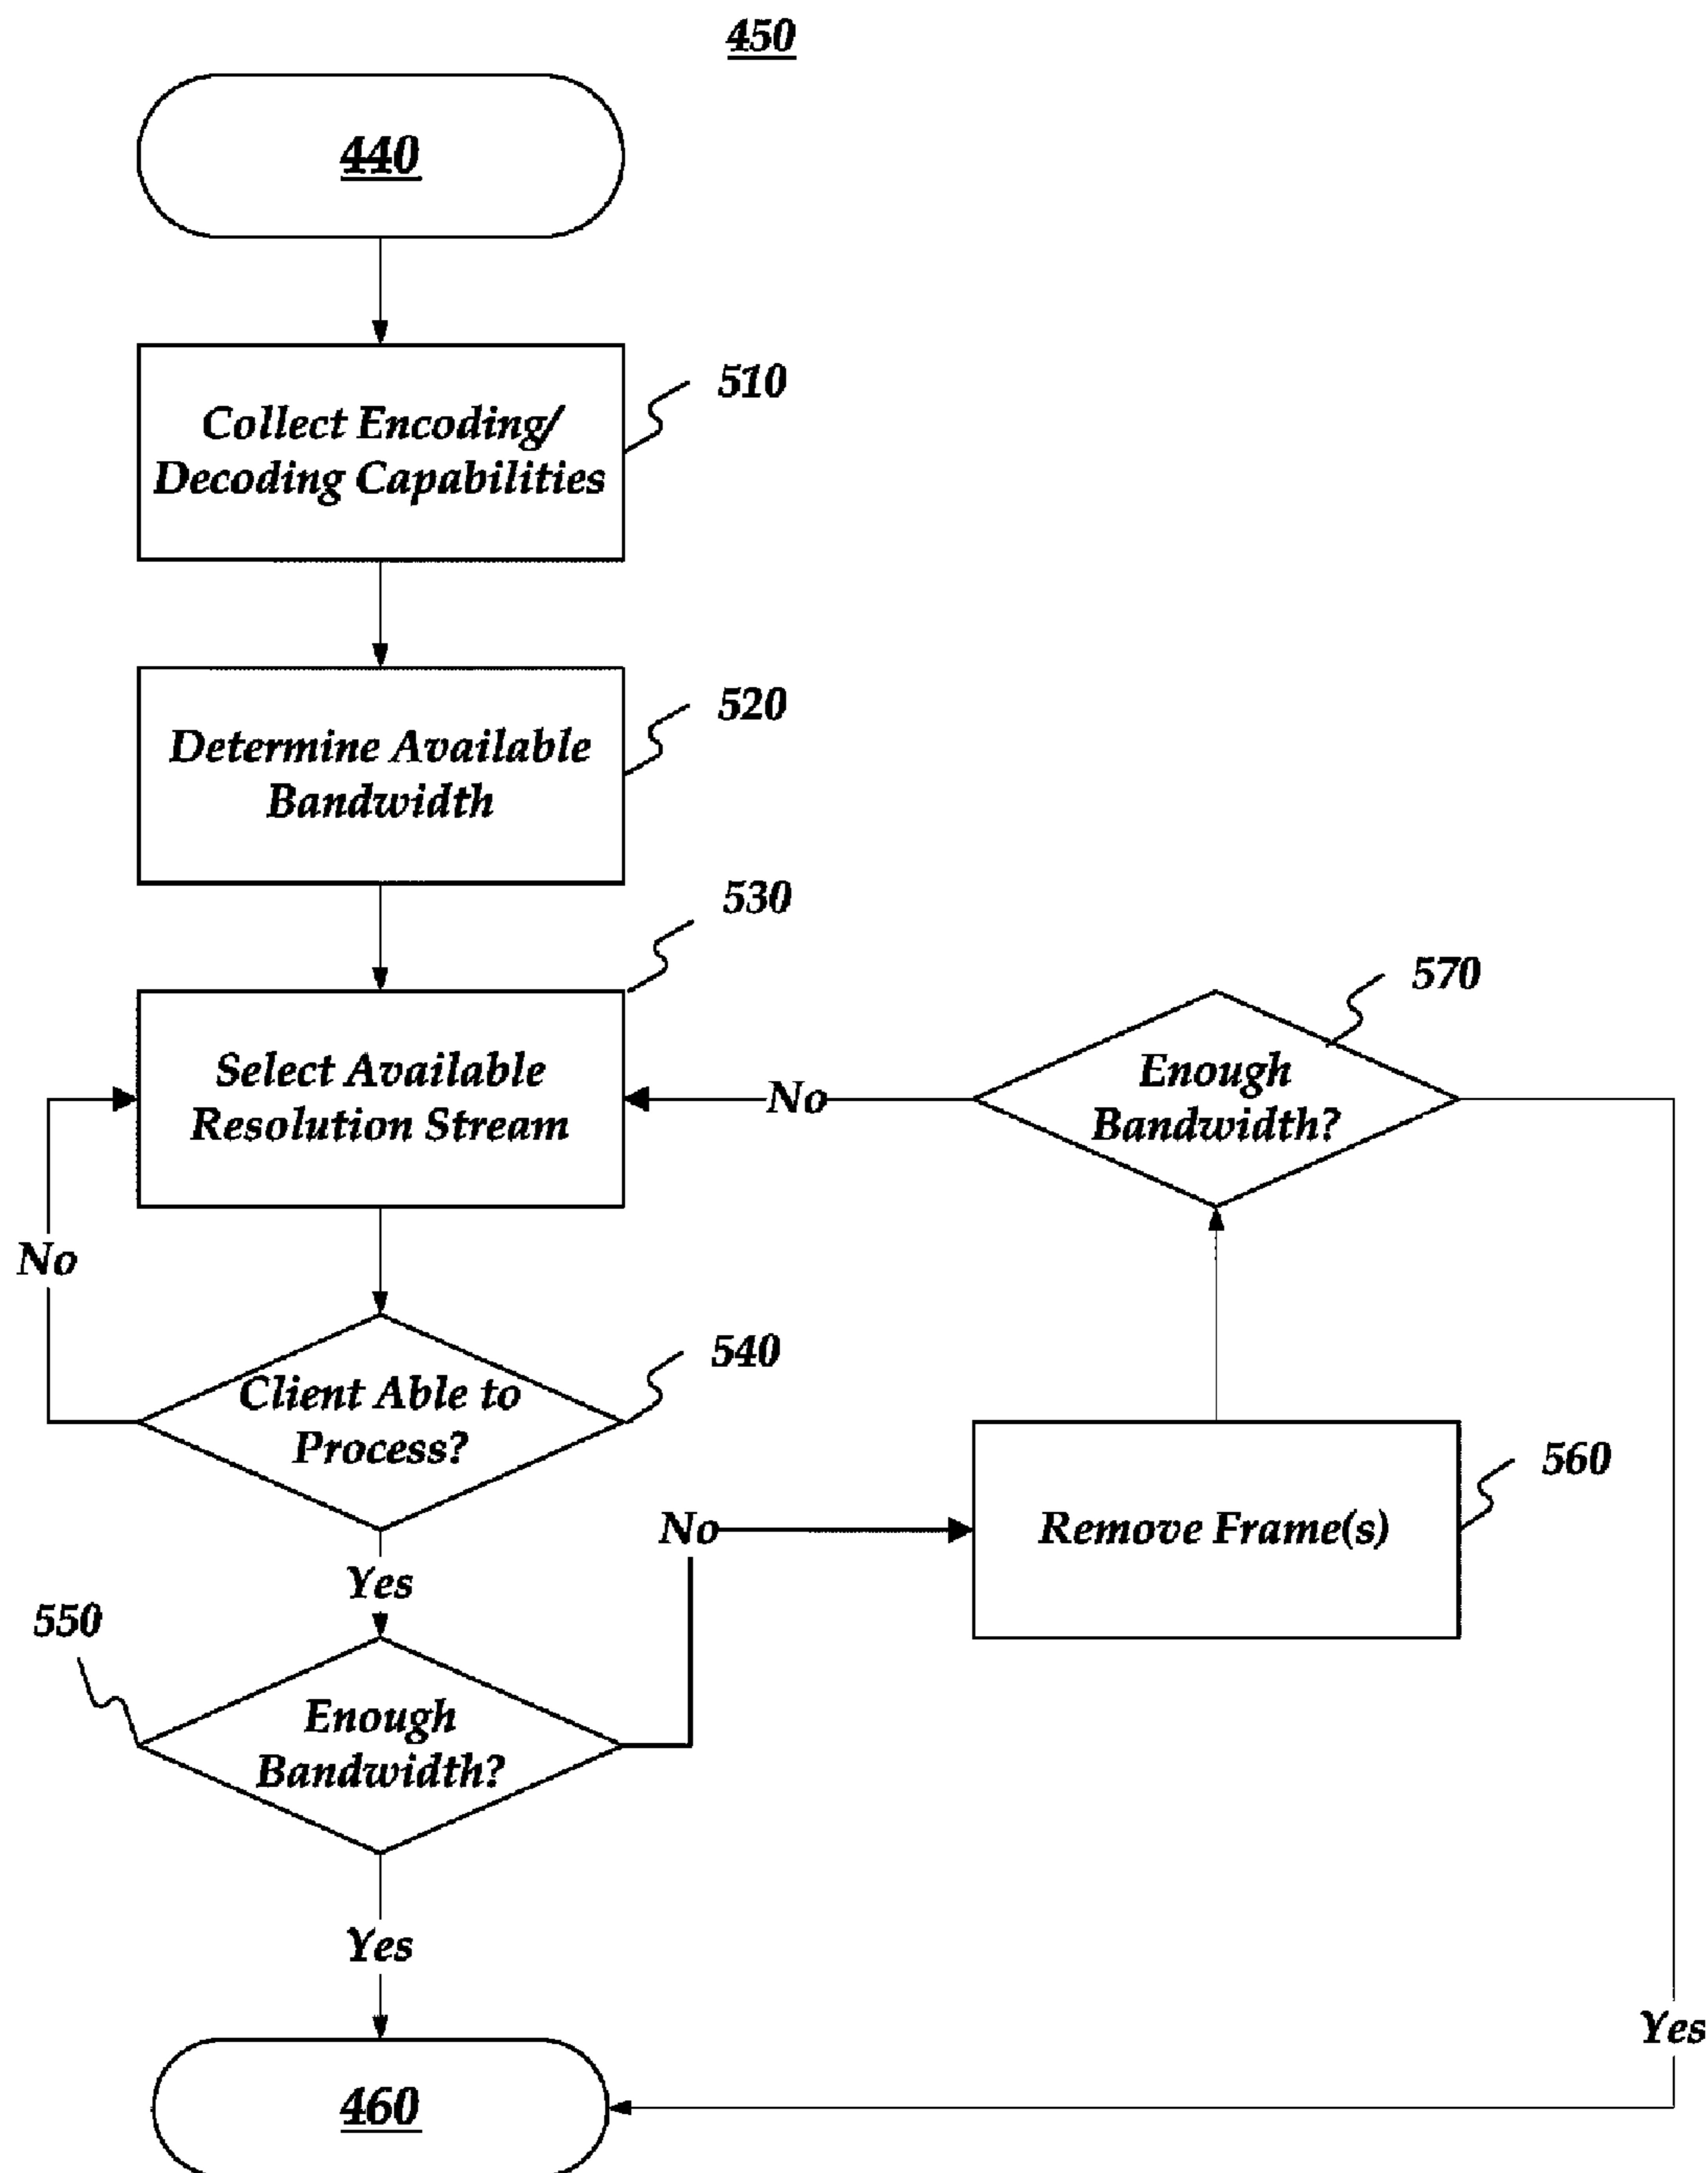 450
440
510
Collect Encoding/
Decoding Capabilities
520
Determine Available
Bandwidth
530
Select Available
Resolution Stream
No
570
Enough
Bandwidth?
No
540
Client Able to
Process?
560
Remove Frame(s)
No
Yes
550
Enough
Bandwidth?
Yes
Yes
460